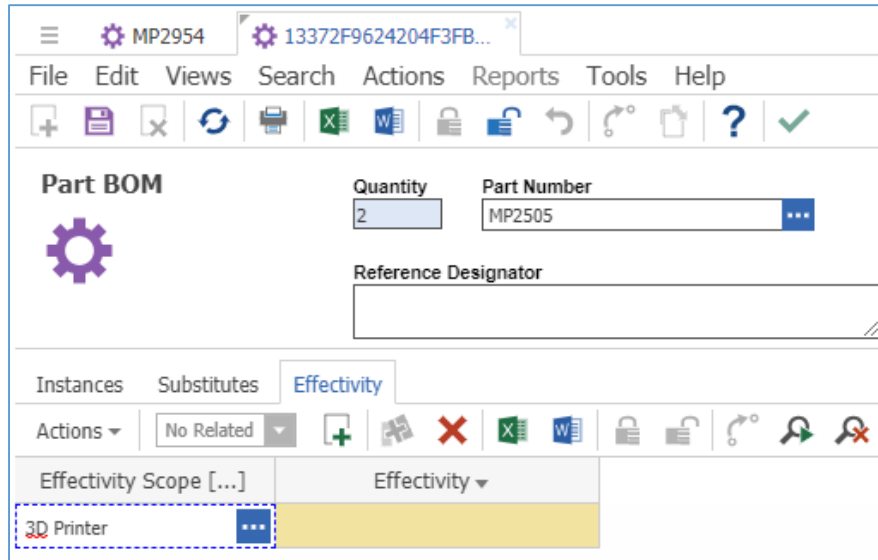 MP2954 13372F9624204F3FB...
File Edit Views Search Actions Reports Tools Help
Part BOM
Quantity Part Number
2 MP2505
Reference Designator
Instances Substitutes Effectivity
Actions No Related
Effectivity Scope [...] Effectivity
3D Printer